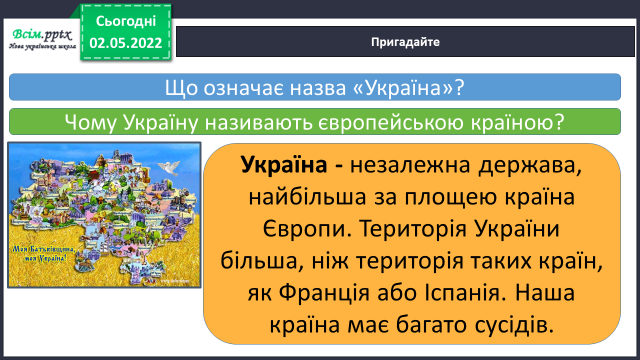 Всім.pptx
Нова українська школа
Сьогодні
02.05.2022
Пригадайте
Що означає назва «Україна»?
Чому Україну називають європейською країною?
Моя Батьківщина,
моя Україна!
Україна - незалежна держава,
найбільша за площею країна
Європи. Територія України
більша, ніж територія таких країн,
як Франція або Іспанія. Наша
країна має багато сусідів.